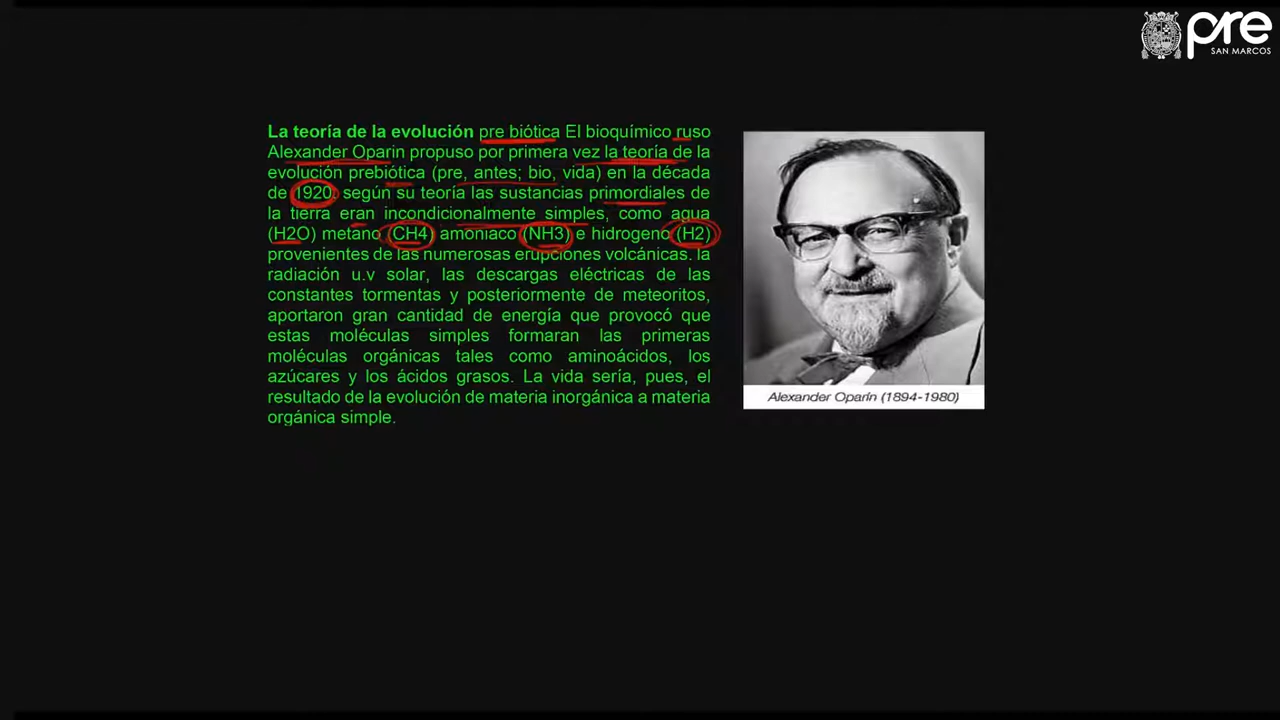 pre
SAN MARCOS
La teoría de la evolución pre biótica El bioquímico ruso
Alexander Oparin propuso por primera vez la teoría de la
evolución prebiótica (pre, antes; bio, vida) en la década
de 1920. según su teoría las sustancias primordiales de
la tierra eran incondicionalmente simples, como agua
(H2O) metano (CH4) amoniaco (NH3) e hidrogeno (H2)
provenientes de las numerosas erupciones volcánicas. la
radiación u.v solar, las descargas eléctricas de las
constantes tormentas y posteriormente de meteoritos,
aportaron gran cantidad de energía que provocó que
estas moléculas simples formaran las primeras
moléculas orgánicas tales como aminoácidos, los
azúcares y los ácidos grasos. La vida sería, pues, el
resultado de la evolución de materia inorgánica a materia
orgánica simple.
Alexander Oparín (1894-1980)